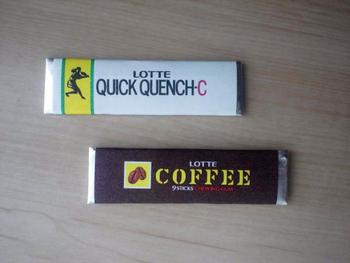 LOTTE
QUICK QUENCH-C
LOTTE
COFFEE
9 STICKS CHEWING GUM